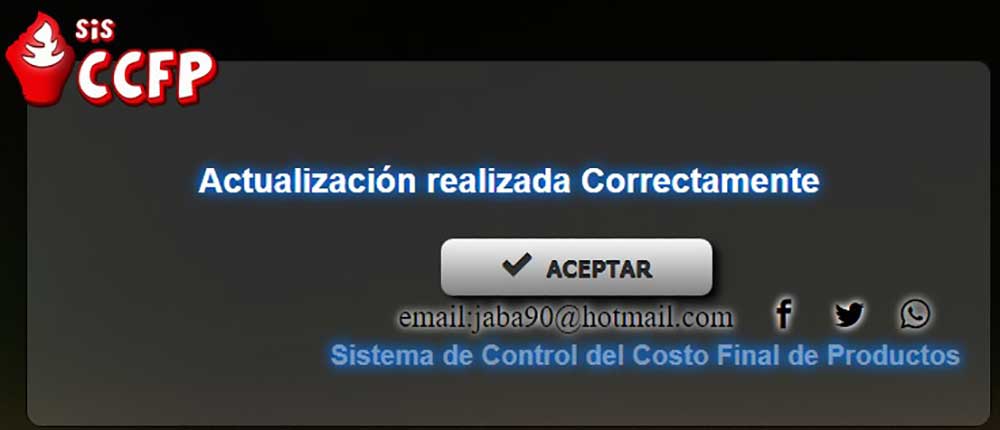 SiS
CCFP
Actualización realizada Correctamente
ACEPTAR
email:jaba90@hotmail.com
Sistema de Control del Costo Final de Productos